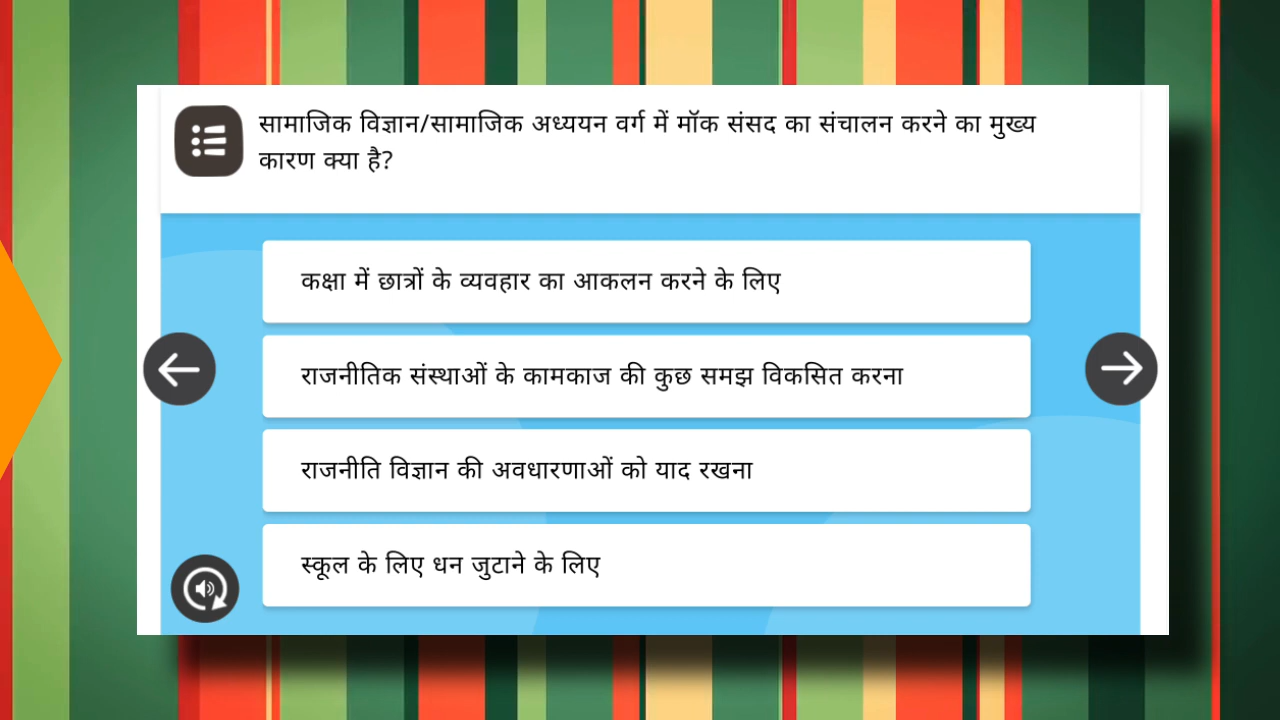 सामाजिक विज्ञान/सामाजिक अध्ययन वर्ग में मॉक संसद का संचालन करने का मुख्य
कारण क्या है?
कक्षा में छात्रों के व्यवहार का आकलन करने के लिए
राजनीतिक संस्थाओं के कामकाज की कुछ समझ विकसित करना
राजनीति विज्ञान की अवधारणाओं को याद रखना
स्कूल के लिए धन जुटाने के लिए